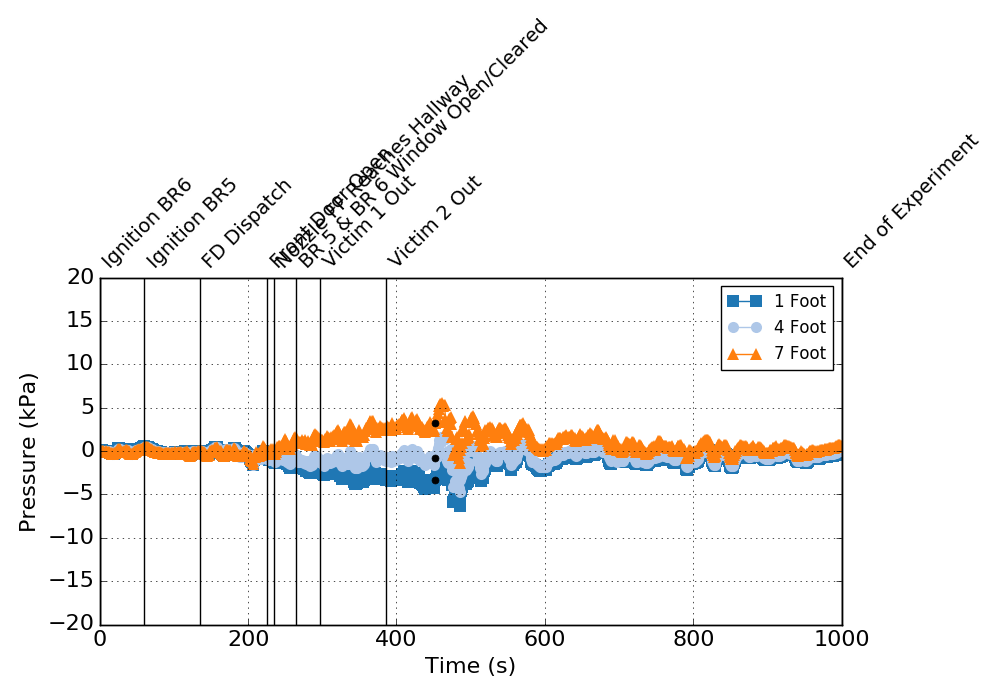 Ignition BR6
Ignition BR5
FD Dispatch
Front Door Open
Nozzle FF Reaches Hallway
BR 5 & BR 6 Window Open/Cleared
Victim 1 Out
Victim 2 Out
End of Experiment
20
15
10
5
0
−5
−10
−15
−20
Pressure (kPa)
1 Foot
4 Foot
7 Foot
0 200 400 600 800 1000
Time (s)